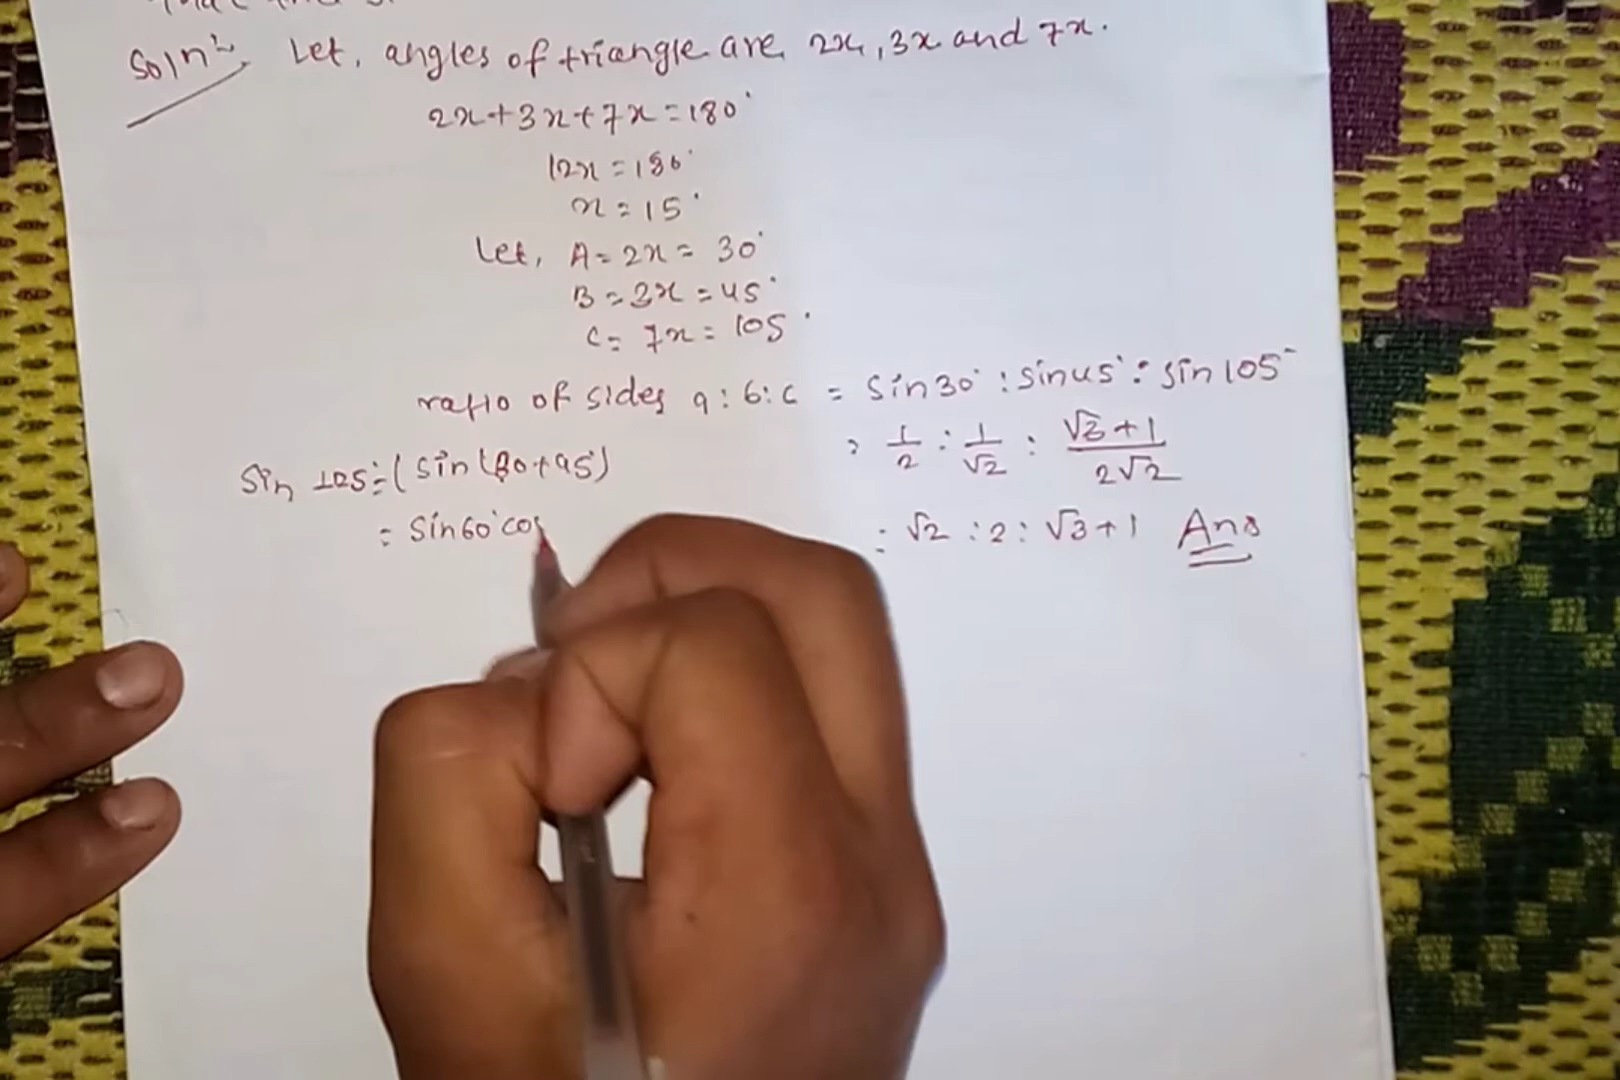 Soln: Let, angles of triangle are 2x, 3x and 7x.
2x+3x+7x=180°
12x=180°
x=15°
Let, A=2x=30°
B=3x=45°
C=7x=105°
ratio of sides a:b:c = sin30°:sin45°:sin105°
= 1/2 : 1/√2 : (√3+1)/(2√2)
sin 105°=(sin(60+45)
= sin60°cos
= √2 : 2 : √3+1 Ans